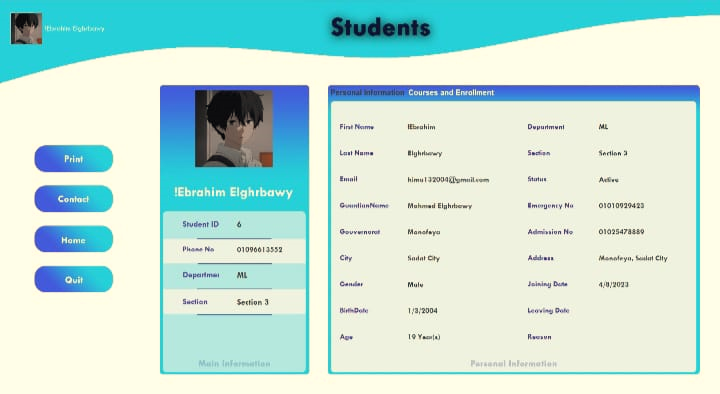 Students
!Ebrahim Elghrbawy
Print
Contact
Home
Quit
!Ebrahim Elghrbawy
Student ID 6
Phone No 01096613552
Departmer ML
Section Section 3
Main Information
Personal Information Courses and Enrollment
First Name !Ebrahim Department ML
Last Name Elghrbawy Section Section 3
Email himu132004@gmail.com Status Active
GuardianName Mohmed Elghrbawy Emergency No 01010929423
Gouvernorat Monofeya Admission No 01025478889
City Sadat City Address Monofeya, Sadat City
Gender Male Joining Date 4/8/2023
BirthDate 1/3/2004 Leaving Date
Age 19 Year(s) Reason
Personal Information